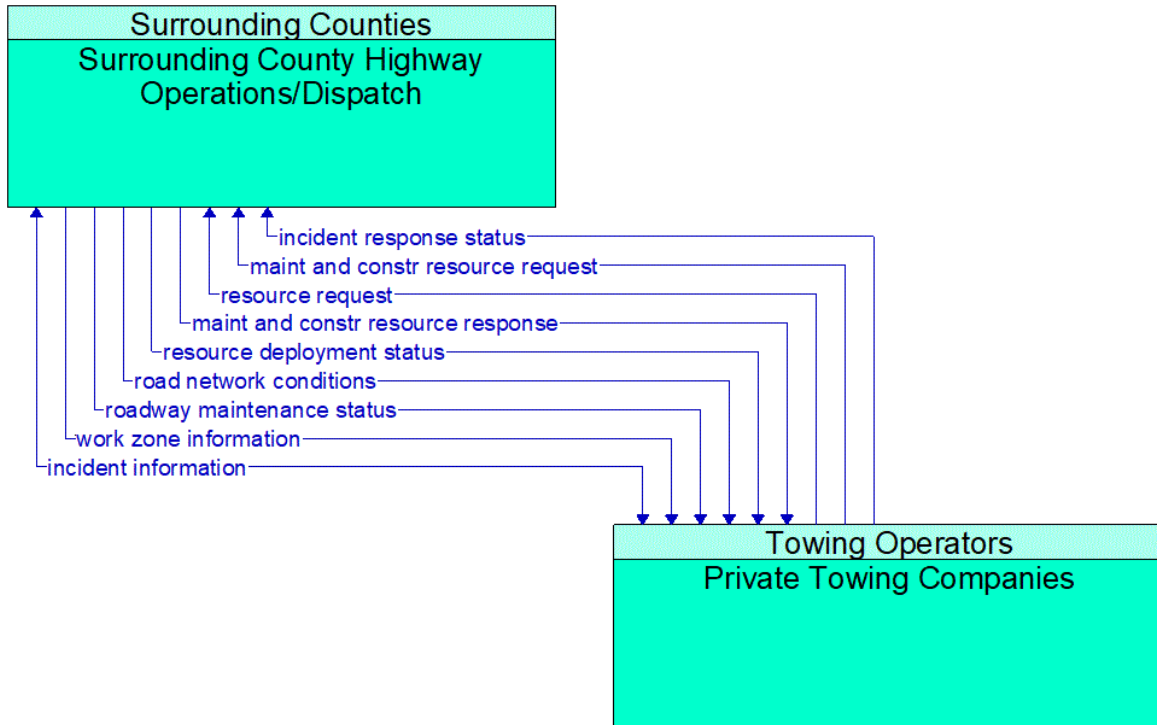 Surrounding Counties
Surrounding County Highway
Operations/Dispatch
incident response status
maint and constr resource request
resource request
maint and constr resource response
resource deployment status
road network conditions
roadway maintenance status
work zone information
incident information
Towing Operators
Private Towing Companies